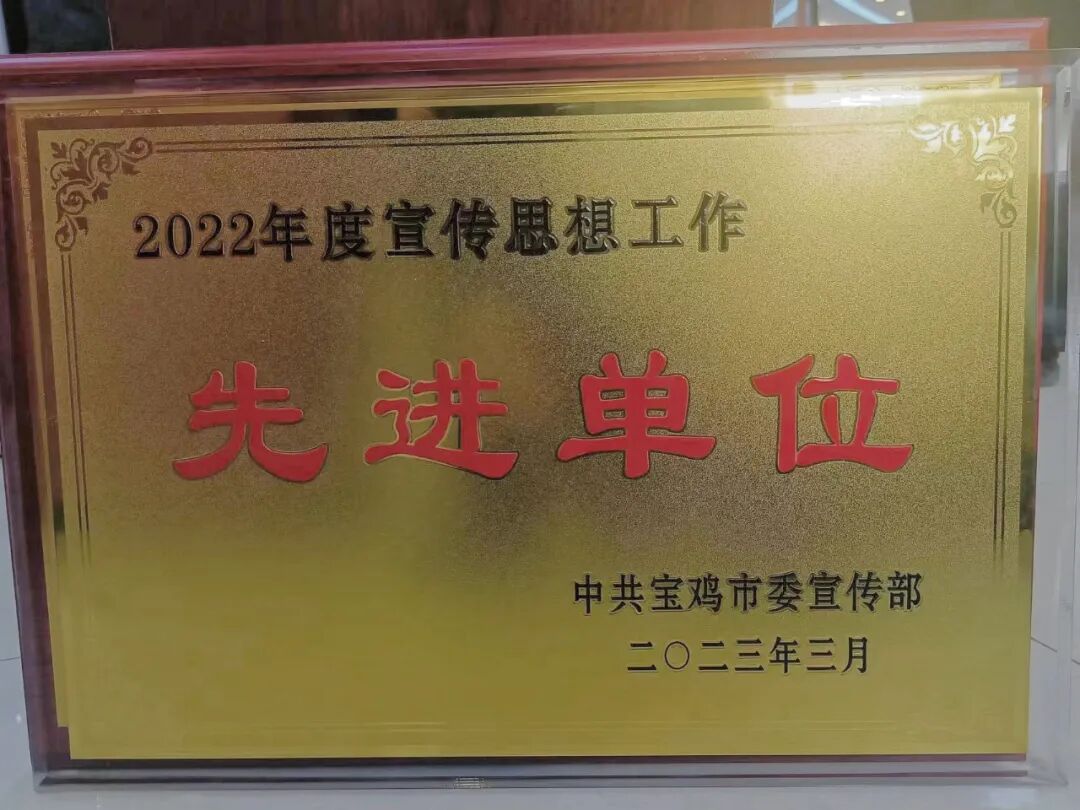 2022年度宣传思想工作
先进单位
中共宝鸡市委宣传部
二〇二三年三月